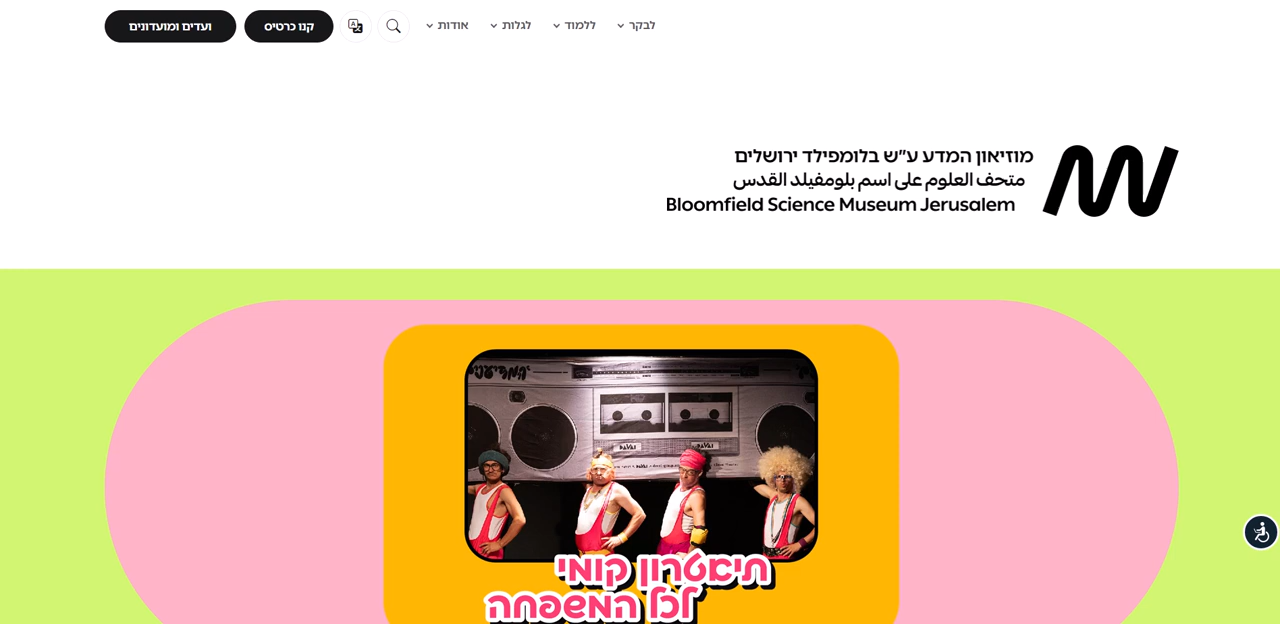 לבקר
ללמוד
לגלות
אודות
קנו כרטיס
ועדים ומועדונים
מוזיאון המדע ע"ש בלומפילד ירושלים
متحف العلوم على اسم بلومفيلد القدس
Bloomfield Science Museum Jerusalem
תיאטרון קומי
לכל המשפחה